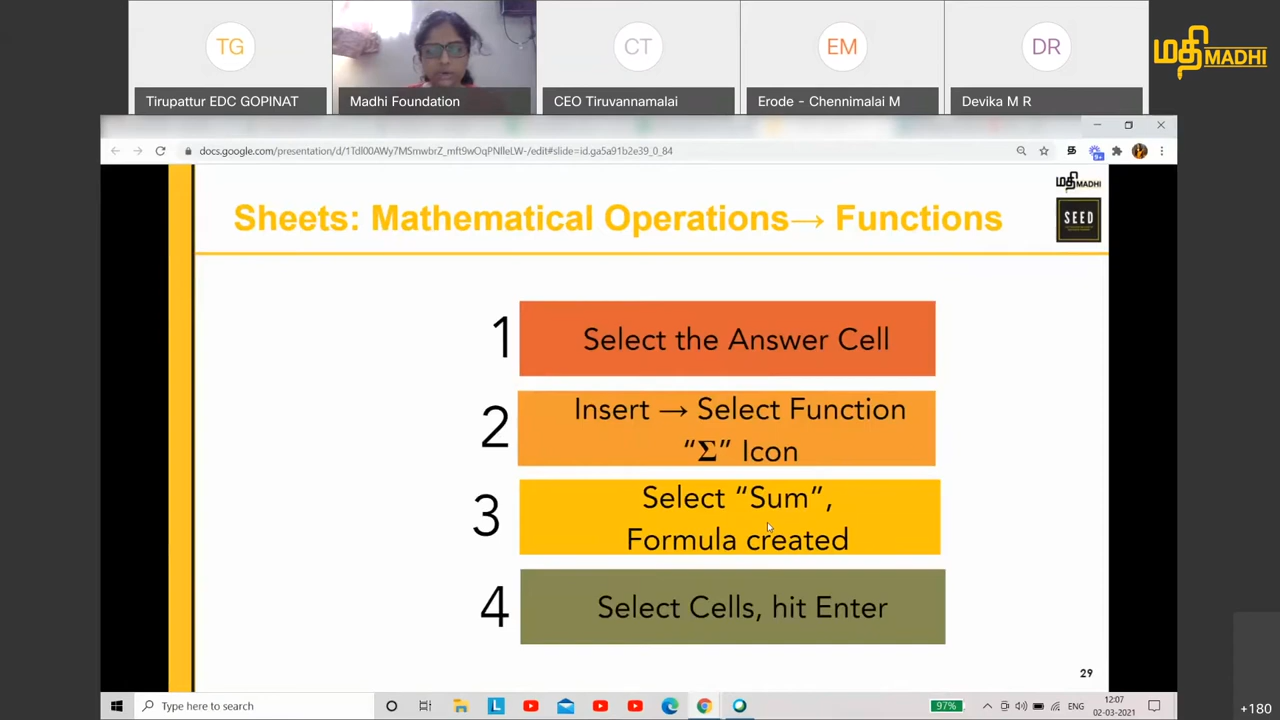 TG
CT
EM
DR
மதி MADHI
Tirupattur EDC GOPINAT
Madhi Foundation
CEO Tiruvannamalai
Erode - Chennimalai M
Devika M R
docs.google.com/presentation/d/1Tdl00AWy7MSmwbrZ_mft9wOqPNlleLW-/edit#slide=id.ga5a91b2e39_0_84
9+
மதி MADHI
Sheets: Mathematical Operations→ Functions
SEED
1 Select the Answer Cell
2 Insert → Select Function
“Σ” Icon
3 Select “Sum”,
Formula created
4 Select Cells, hit Enter
29
Type here to search
L
97%
ENG
12:07
02-03-2021
+180